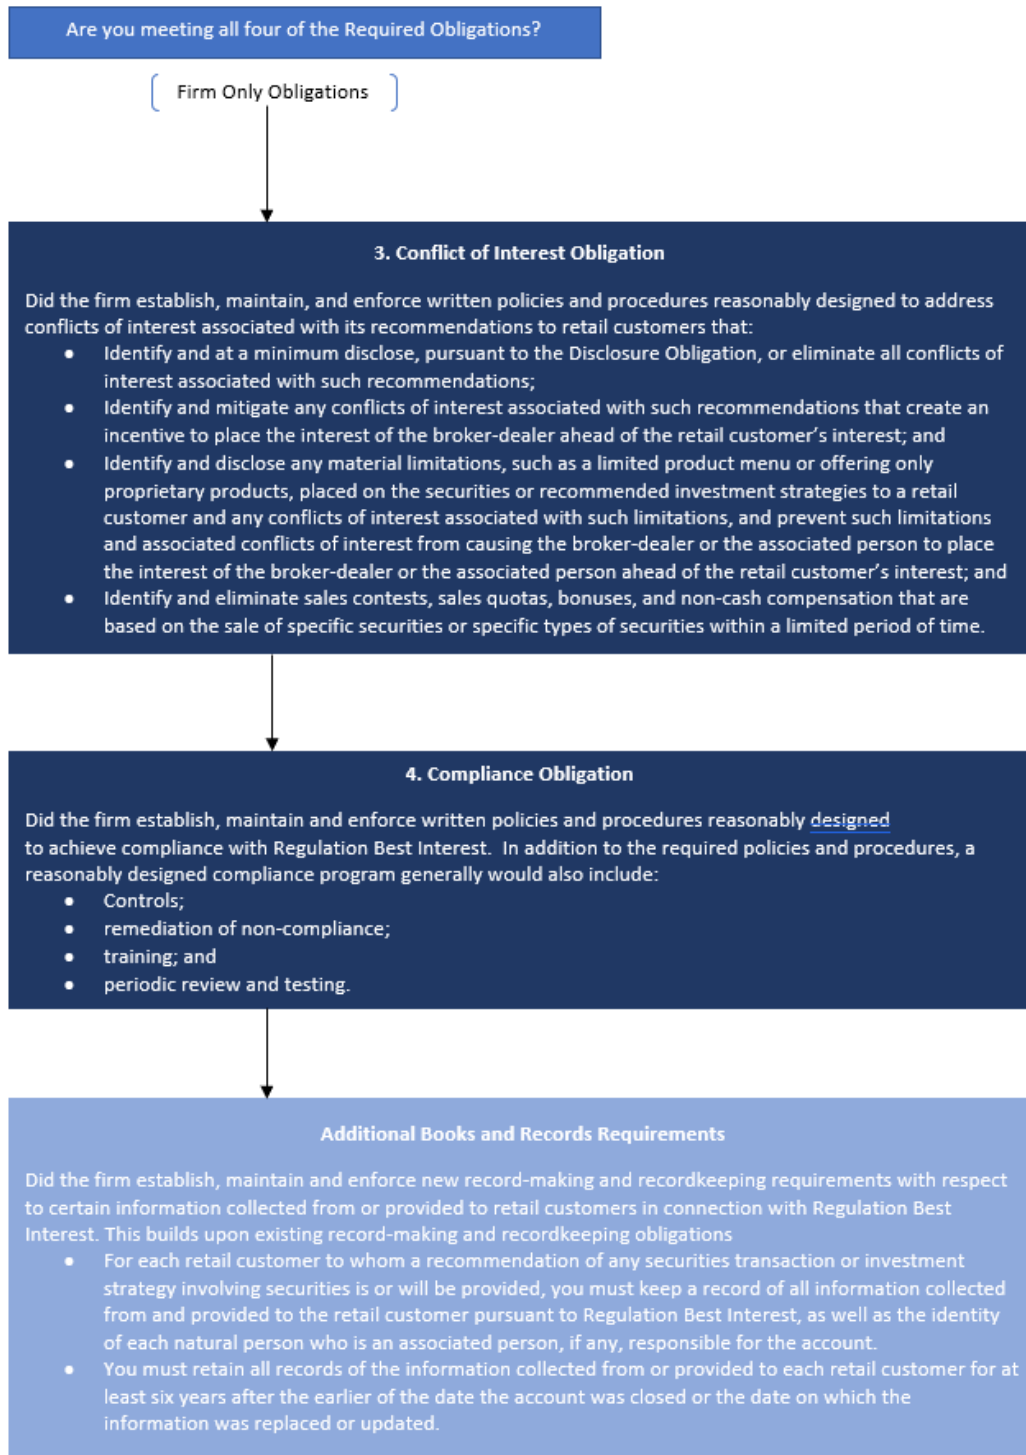 Are you meeting all four of the Required Obligations?
Firm Only Obligations
3. Conflict of Interest Obligation
Did the firm establish, maintain, and enforce written policies and procedures reasonably designed to address
conflicts of interest associated with its recommendations to retail customers that:
● Identify and at a minimum disclose, pursuant to the Disclosure Obligation, or eliminate all conflicts of
interest associated with such recommendations;
● Identify and mitigate any conflicts of interest associated with such recommendations that create an
incentive to place the interest of the broker-dealer ahead of the retail customer’s interest; and
● Identify and disclose any material limitations, such as a limited product menu or offering only
proprietary products, placed on the securities or recommended investment strategies to a retail
customer and any conflicts of interest associated with such limitations, and prevent such limitations
and associated conflicts of interest from causing the broker-dealer or the associated person to place
the interest of the broker-dealer or the associated person ahead of the retail customer’s interest; and
● Identify and eliminate sales contests, sales quotas, bonuses, and non-cash compensation that are
based on the sale of specific securities or specific types of securities within a limited period of time.
4. Compliance Obligation
Did the firm establish, maintain and enforce written policies and procedures reasonably designed
to achieve compliance with Regulation Best Interest. In addition to the required policies and procedures, a
reasonably designed compliance program generally would also include:
● Controls;
● remediation of non-compliance;
● training; and
● periodic review and testing.
Additional Books and Records Requirements
Did the firm establish, maintain and enforce new record-making and recordkeeping requirements with respect
to certain information collected from or provided to retail customers in connection with Regulation Best
Interest. This builds upon existing record-making and recordkeeping obligations
● For each retail customer to whom a recommendation of any securities transaction or investment
strategy involving securities is or will be provided, you must keep a record of all information collected
from and provided to the retail customer pursuant to Regulation Best Interest, as well as the identity
of each natural person who is an associated person, if any, responsible for the account.
● You must retain all records of the information collected from or provided to each retail customer for at
least six years after the earlier of the date the account was closed or the date on which the
information was replaced or updated.